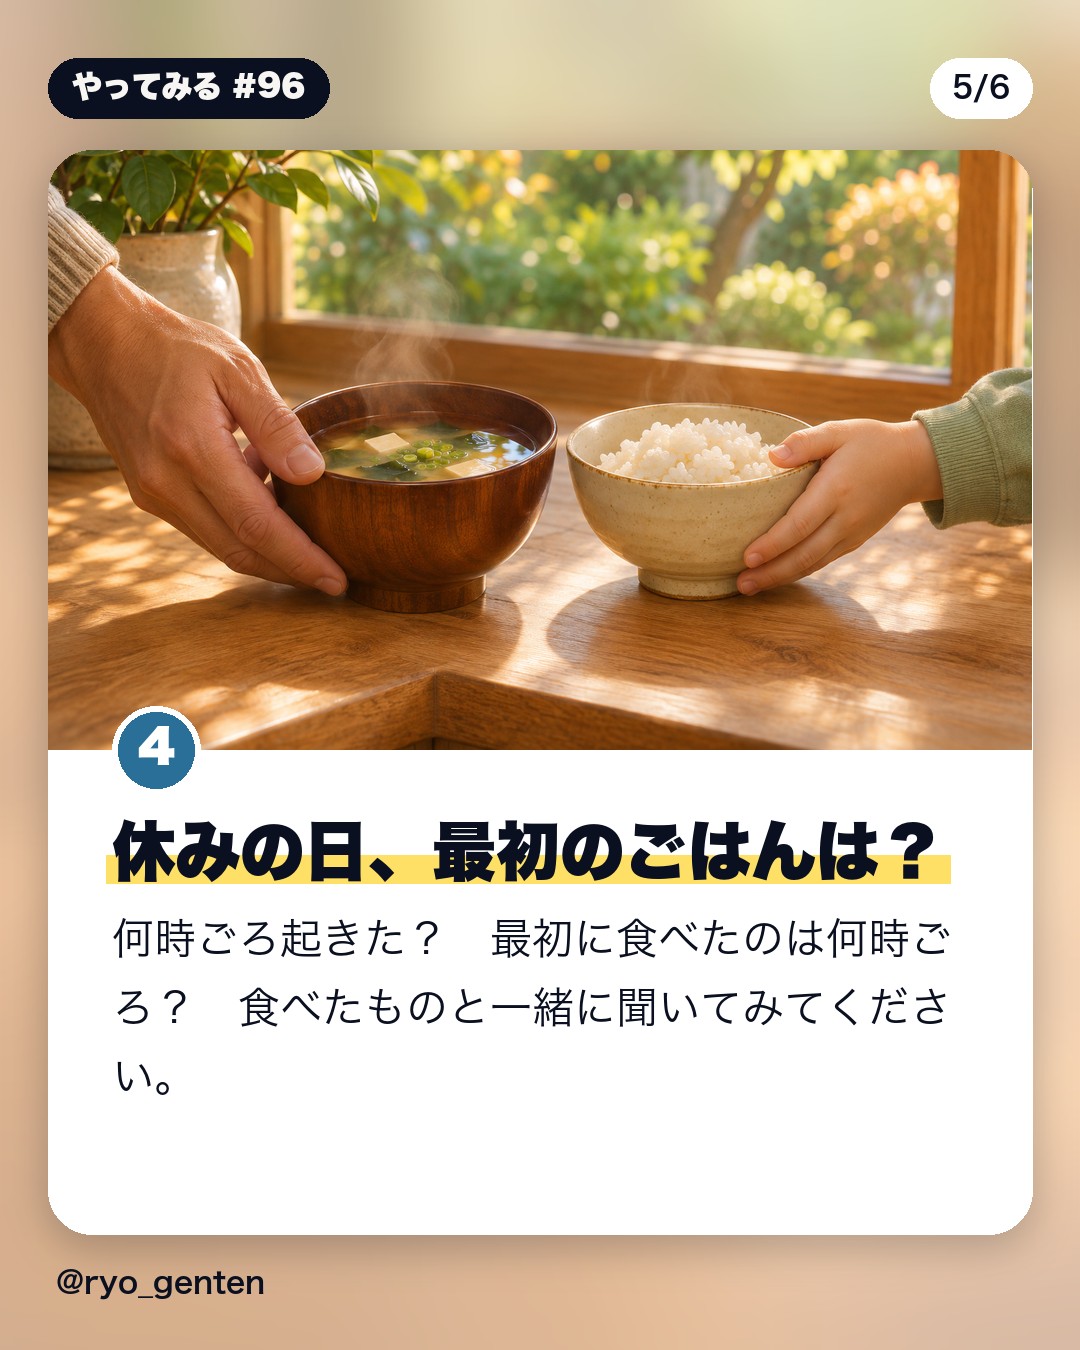 やってみる #96
5/6
4
休みの日、最初のごはんは？
何時ごろ起きた？　最初に食べたのは何時ご
ろ？　食べたものと一緒に聞いてみてくださ
い。
@ryo_genten